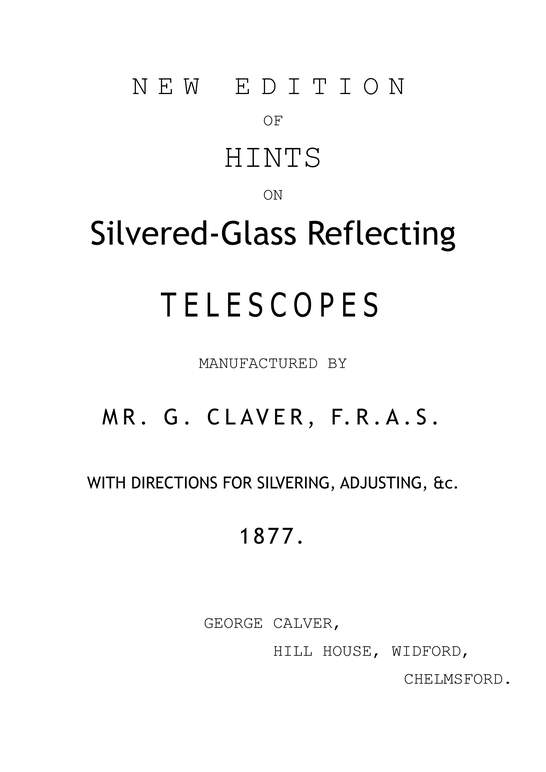 NEW EDITION
OF
HINTS
ON
Silvered-Glass Reflecting
TELESCOPES
MANUFACTURED BY
MR. G. CLAVER, F.R.A.S.
WITH DIRECTIONS FOR SILVERING, ADJUSTING, &c.
1877.
GEORGE CALVER,
HILL HOUSE, WIDFORD,
CHELMSFORD.